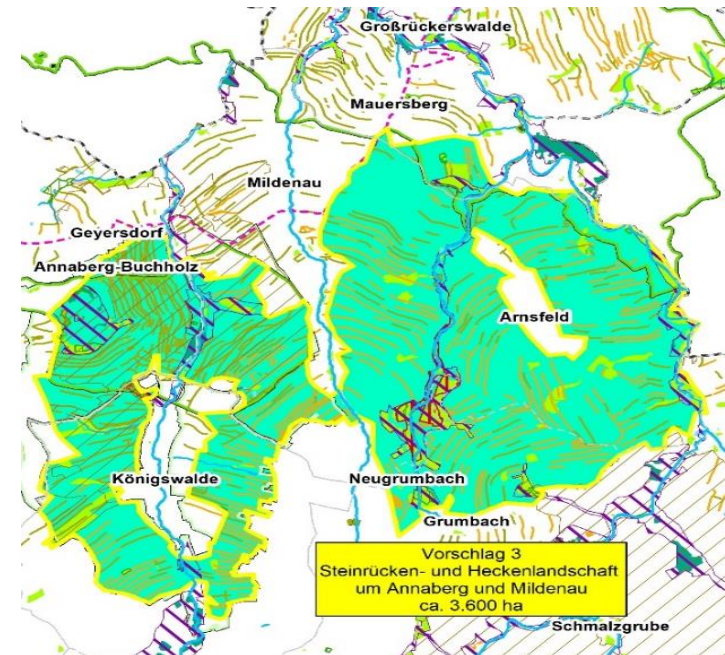 Großrückerswalde
Mauersberg
Mildenau
Geyersdorf
Annaberg-Buchholz
Arnsfeld
Königswalde
Neugrumbach
Grumbach
Vorschlag 3
Steinrücken- und Heckenlandschaft
um Annaberg und Mildenau
ca. 3.600 ha
Schmalzgrube